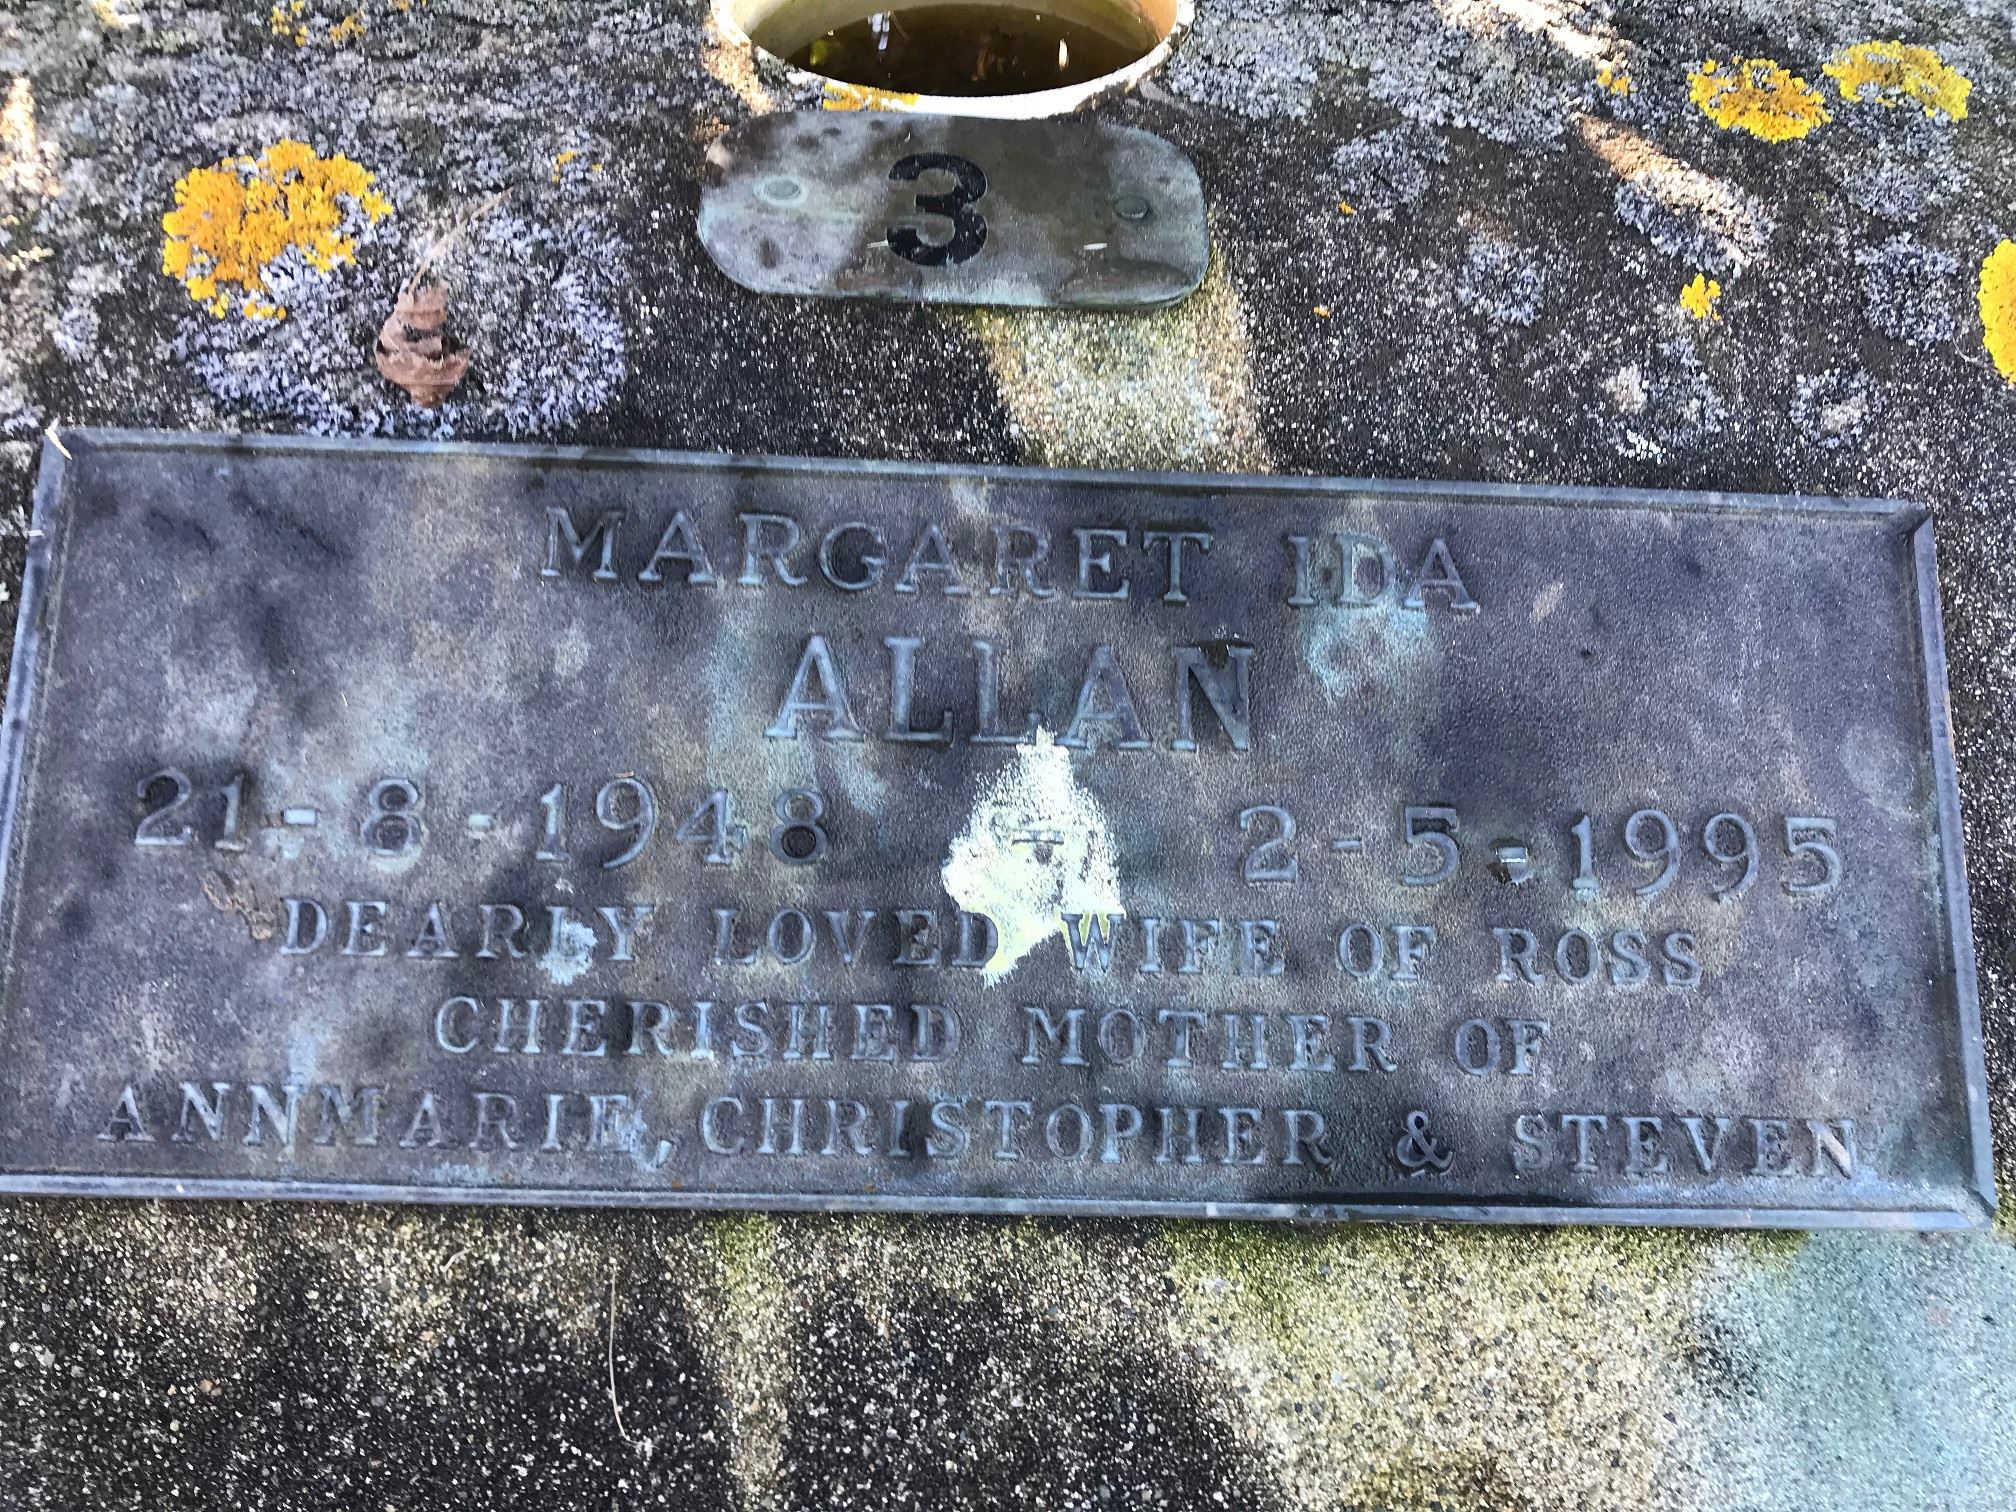 3
MARGARET IDA
ALLAN
21-8-1948 - 2-5-1995
DEARLY LOVED WIFE OF ROSS
CHERISHED MOTHER OF
ANNMARIE, CHRISTOPHER & STEVEN